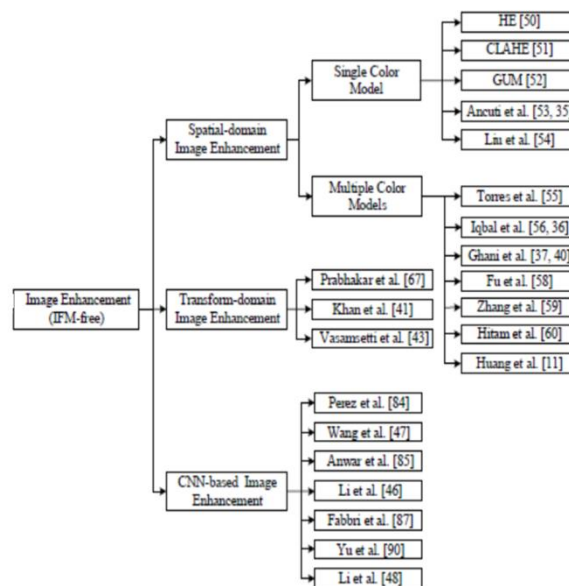 Image Enhancement
(IFM-free)
Spatial-domain
Image Enhancement
Single Color
Model
HE [50]
CLAHE [51]
GUM [52]
Ancuti et al. [53, 35]
Liu et al. [54]
Multiple Color
Models
Torres et al. [55]
Iqbal et al. [56, 36]
Ghani et al. [37, 40]
Fu et al. [58]
Zhang et al. [59]
Hitam et al. [60]
Huang et al. [11]
Transform-domain
Image Enhancement
Prabhakar et al. [67]
Khan et al. [41]
Vasamsetti et al. [43]
CNN-based Image
Enhancement
Perez et al. [84]
Wang et al. [47]
Anwar et al. [85]
Li et al. [46]
Fabbri et al. [87]
Yu et al. [90]
Li et al. [48]